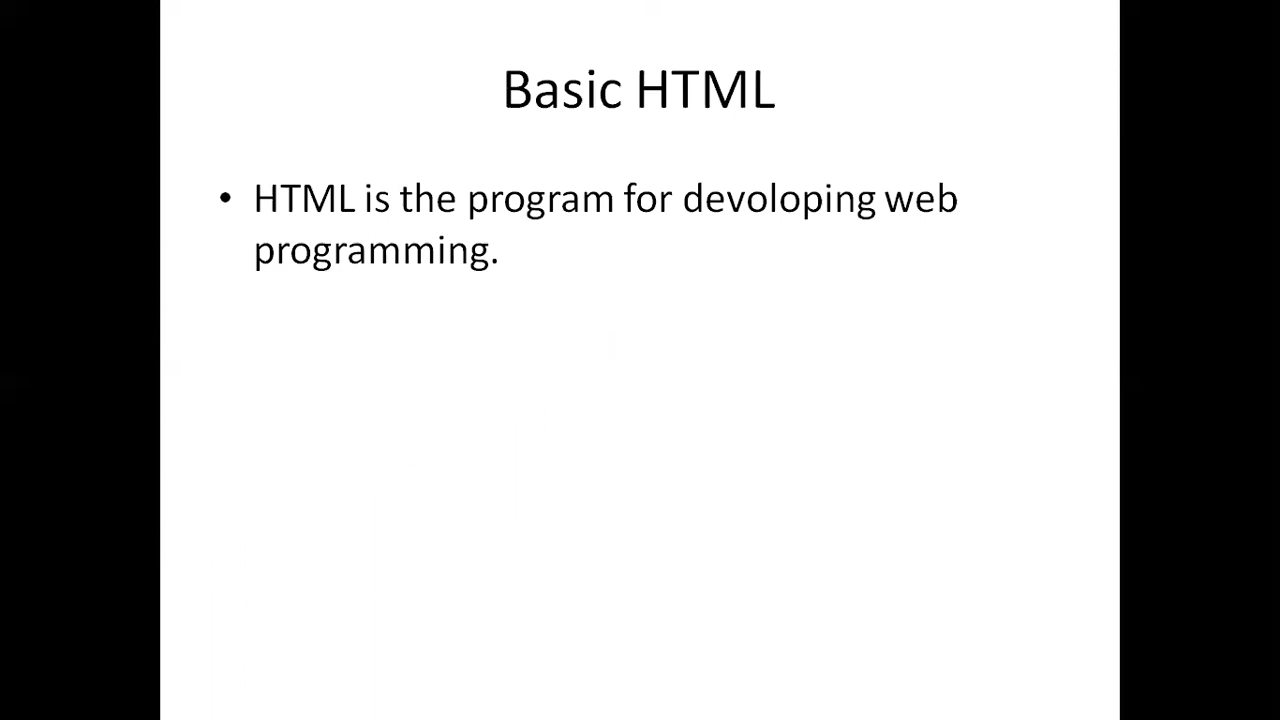 Basic HTML
• HTML is the program for devoloping web
programming.